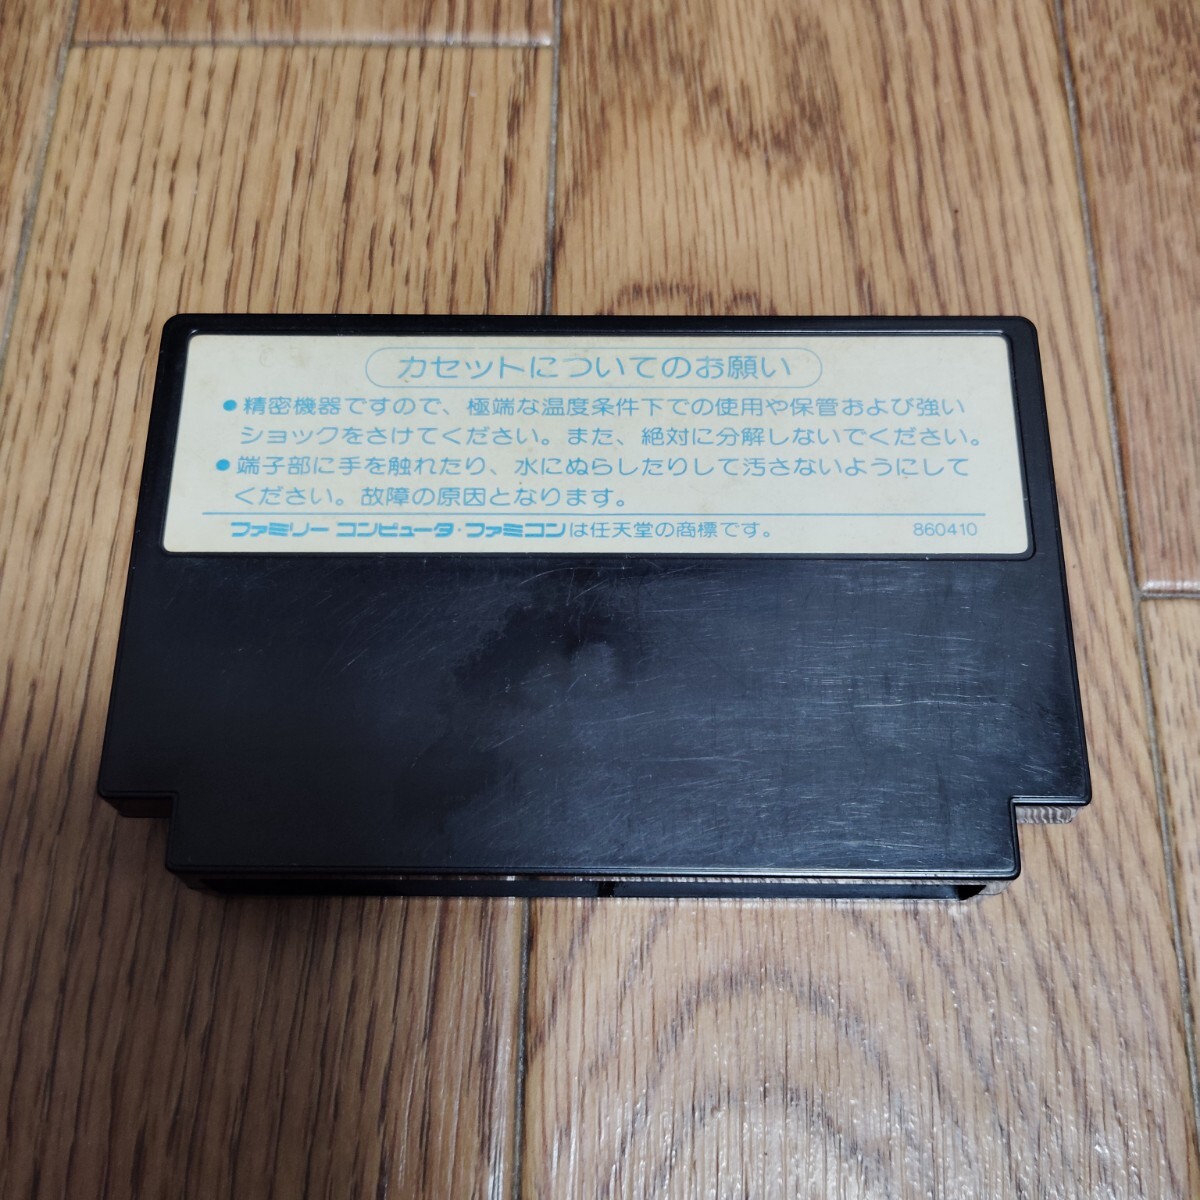 カセットについてのお願い
●精密機器ですので、極端な温度条件下での使用や保管および強い
ショックをさけてください。また、絶対に分解しないでください。
●端子部に手を触れたり、水にぬらしたりして汚さないようにして
ください。故障の原因となります。
ファミリー コンピュータ・ファミコンは任天堂の商標です。 860410